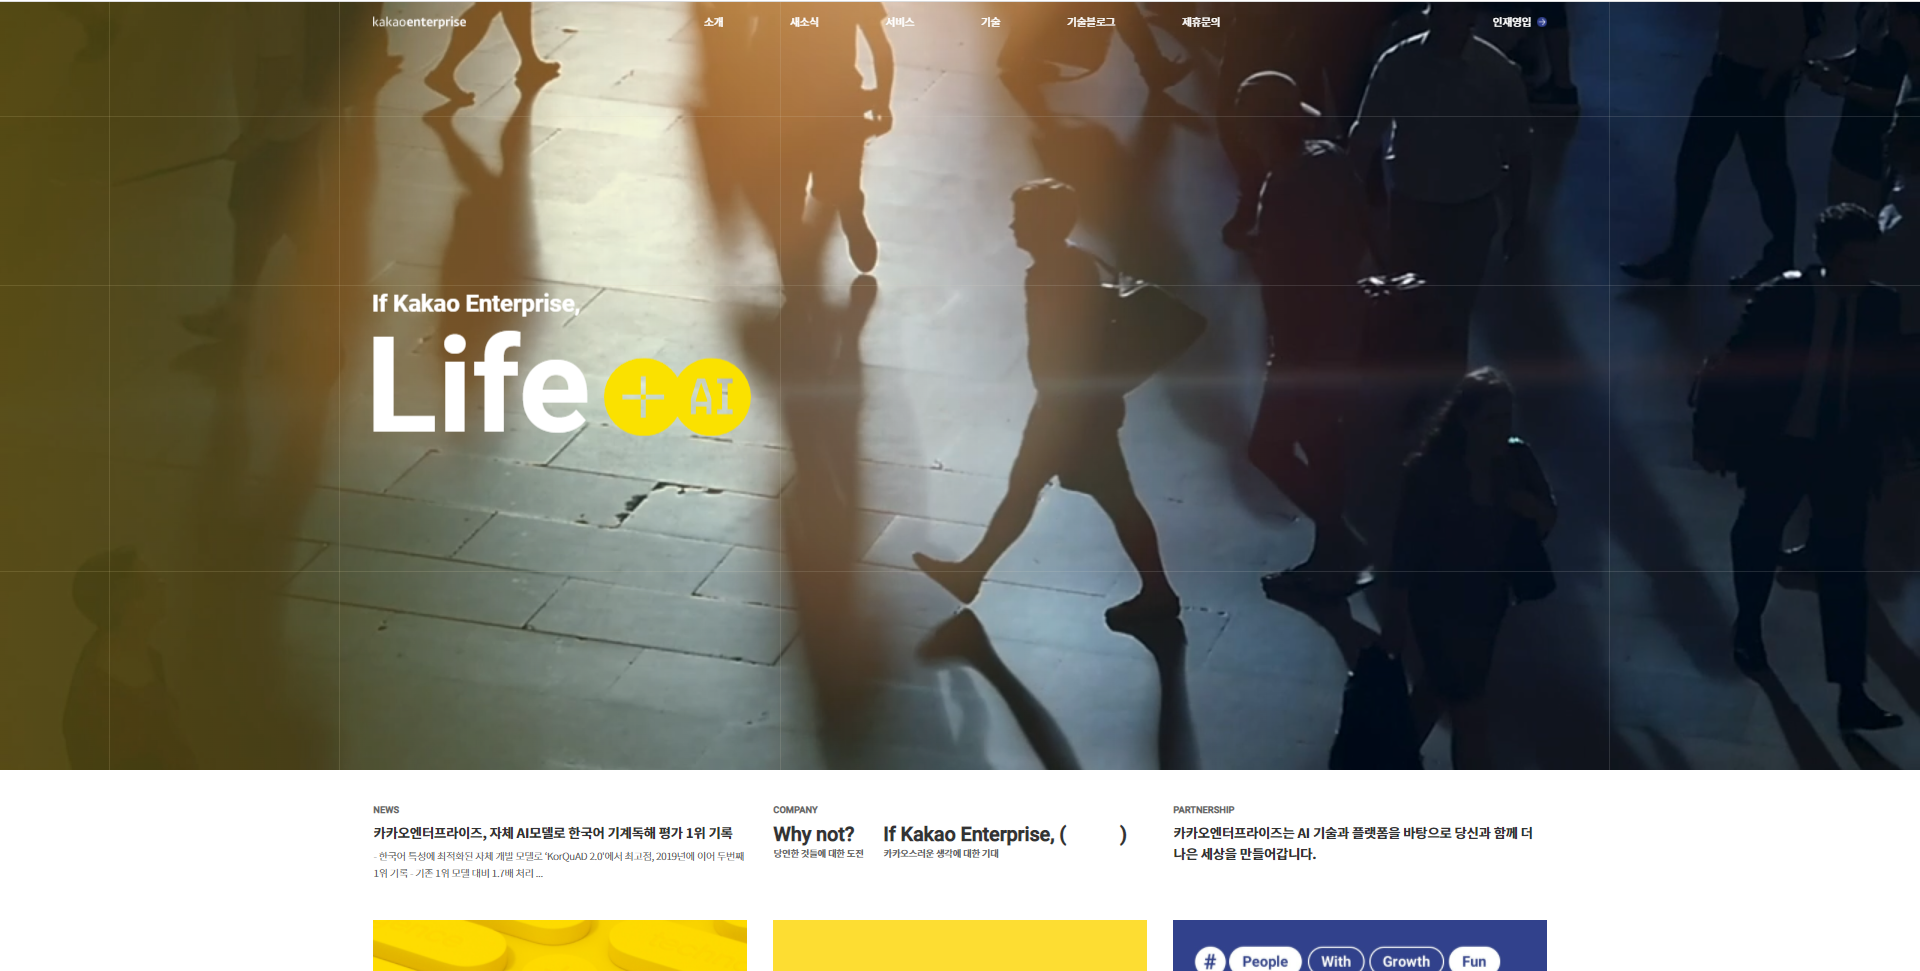 kakaoenterprise
소개
새소식
서비스
기술
기술블로그
제휴문의
인재영입
If Kakao Enterprise,
Life + AI
NEWS
카카오엔터프라이즈, 자체 AI모델로 한국어 기계독해 평가 1위 기록
- 한국어 특성에 최적화된 자체 개발 모델로 ‘KorQuAD 2.0’에서 최고점, 2019년에 이어 두번째
1위 기록 - 기존 1위 모델 대비 1.7배 처리 ...
COMPANY
Why not?
당연한 것들에 대한 도전
If Kakao Enterprise, ( )
카카오스러운 생각에 대한 기대
PARTNERSHIP
카카오엔터프라이즈는 AI 기술과 플랫폼을 바탕으로 당신과 함께 더
나은 세상을 만들어갑니다.
# People With Growth Fun